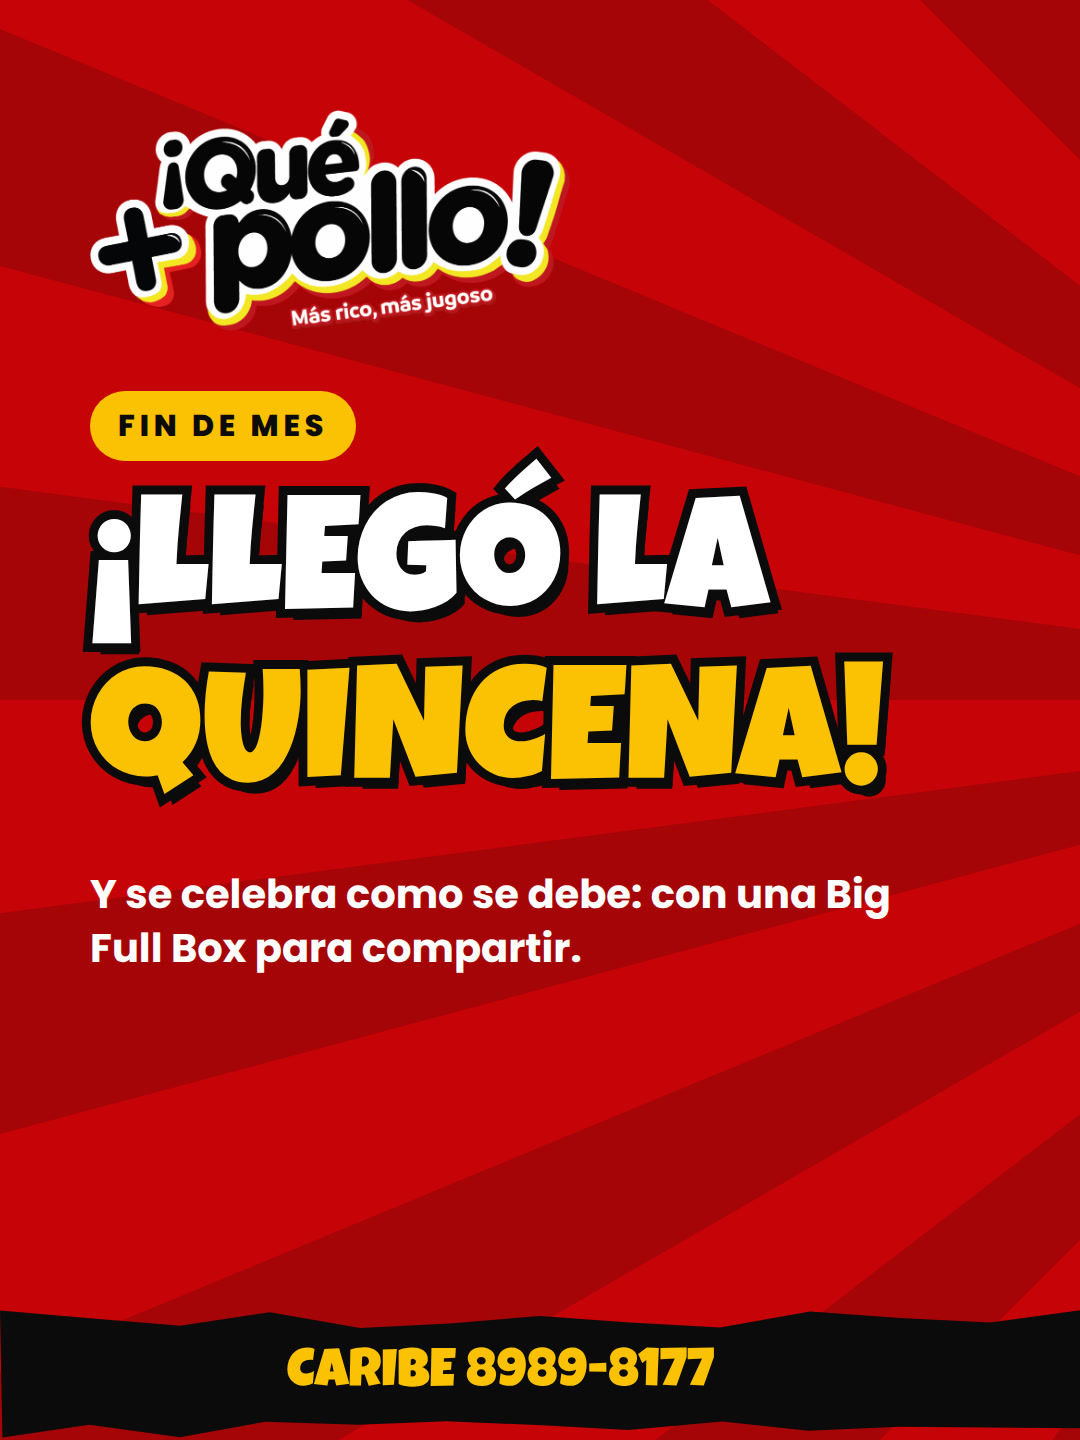 ¡Qué
+ pollo!
Más rico, más jugoso
FIN DE MES
¡LLEGÓ LA
QUINCENA!
Y se celebra como se debe: con una Big
Full Box para compartir.
CARIBE 8989-8177